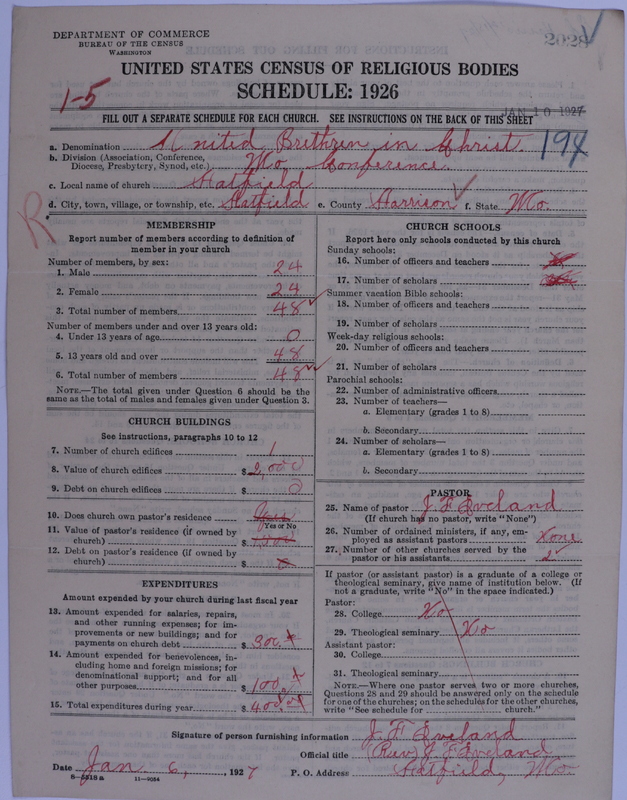 DEPARTMENT OF COMMERCE
BUREAU OF THE CENSUS
WASHINGTON
UNITED STATES CENSUS OF RELIGIOUS BODIES
SCHEDULE: 1926
1-5
JAN 10 1927
FILL OUT A SEPARATE SCHEDULE FOR EACH CHURCH. SEE INSTRUCTIONS ON THE BACK OF THIS SHEET
194
a. Denomination United Brethren in Christ
b. Division (Association, Conference, Diocese, Presbytery, Synod, etc.) Mo Conference
c. Local name of church Hatfield
d. City, town, village, or township, etc. Hatfield e. County Harrison f. State Mo.
R
MEMBERSHIP
Report number of members according to definition of
member in your church
Number of members, by sex:
1. Male 24
2. Female 24
3. Total number of members 48
Number of members under and over 13 years old:
4. Under 13 years of age 0
5. 13 years old and over 48
6. Total number of members 48
NOTE.—The total given under Question 6 should be
same as the total of males and females given under Question 3.
CHURCH BUILDINGS
See instructions, paragraphs 10 to 12
7. Number of church edifices 1
8. Value of church edifices $ 2,000
9. Debt on church edifices $ 0
10. Does church own pastor's residence Yes
Yes or No
11. Value of pastor's residence (if owned by
church) $
12. Debt on pastor's residence (if owned by
church) $ 0
EXPENDITURES
Amount expended by your church during last fiscal year
13. Amount expended for salaries, repairs,
and other running expenses; for im-
provements or new buildings; and for
payments on church debt $ 300.
14. Amount expended for benevolences, in-
cluding home and foreign missions; for
denominational support; and for all
other purposes $ 100.
15. Total expenditures during year $ 400.
CHURCH SCHOOLS
Report here only schools conducted by this church
Sunday schools:
16. Number of officers and teachers
17. Number of scholars
Summer vacation Bible schools:
18. Number of officers and teachers
19. Number of scholars
Week-day religious schools:
20. Number of officers and teachers
21. Number of scholars
Parochial schools:
22. Number of administrative officers
23. Number of teachers—
a. Elementary (grades 1 to 8)
b. Secondary
24. Number of scholars—
a. Elementary (grades 1 to 8)
b. Secondary
PASTOR
25. Name of pastor J. F. Eveland
(If church has no pastor, write "None")
26. Number of ordained ministers, if any, em-
ployed as assistant pastors None
27. Number of other churches served by the
pastor or his assistants 2
If pastor (or assistant pastor) is a graduate of a college or
theological seminary, give name of institution below. (If
not a graduate, write "No" in the space indicated.)
Pastor:
28. College No
29. Theological seminary No
Assistant pastor:
30. College
31. Theological seminary
NOTE.—Where one pastor serves two or more churches,
Questions 28 and 29 should be answered only on the schedule
for one of the churches; on the schedules for the other churches,
write "See schedule for church."
Signature of person furnishing information J. F. Eveland
Official title (Rev) J. F. Eveland
Date Jan 6, 1927 P. O. Address Hatfield, Mo.
8-5518a 11-9034